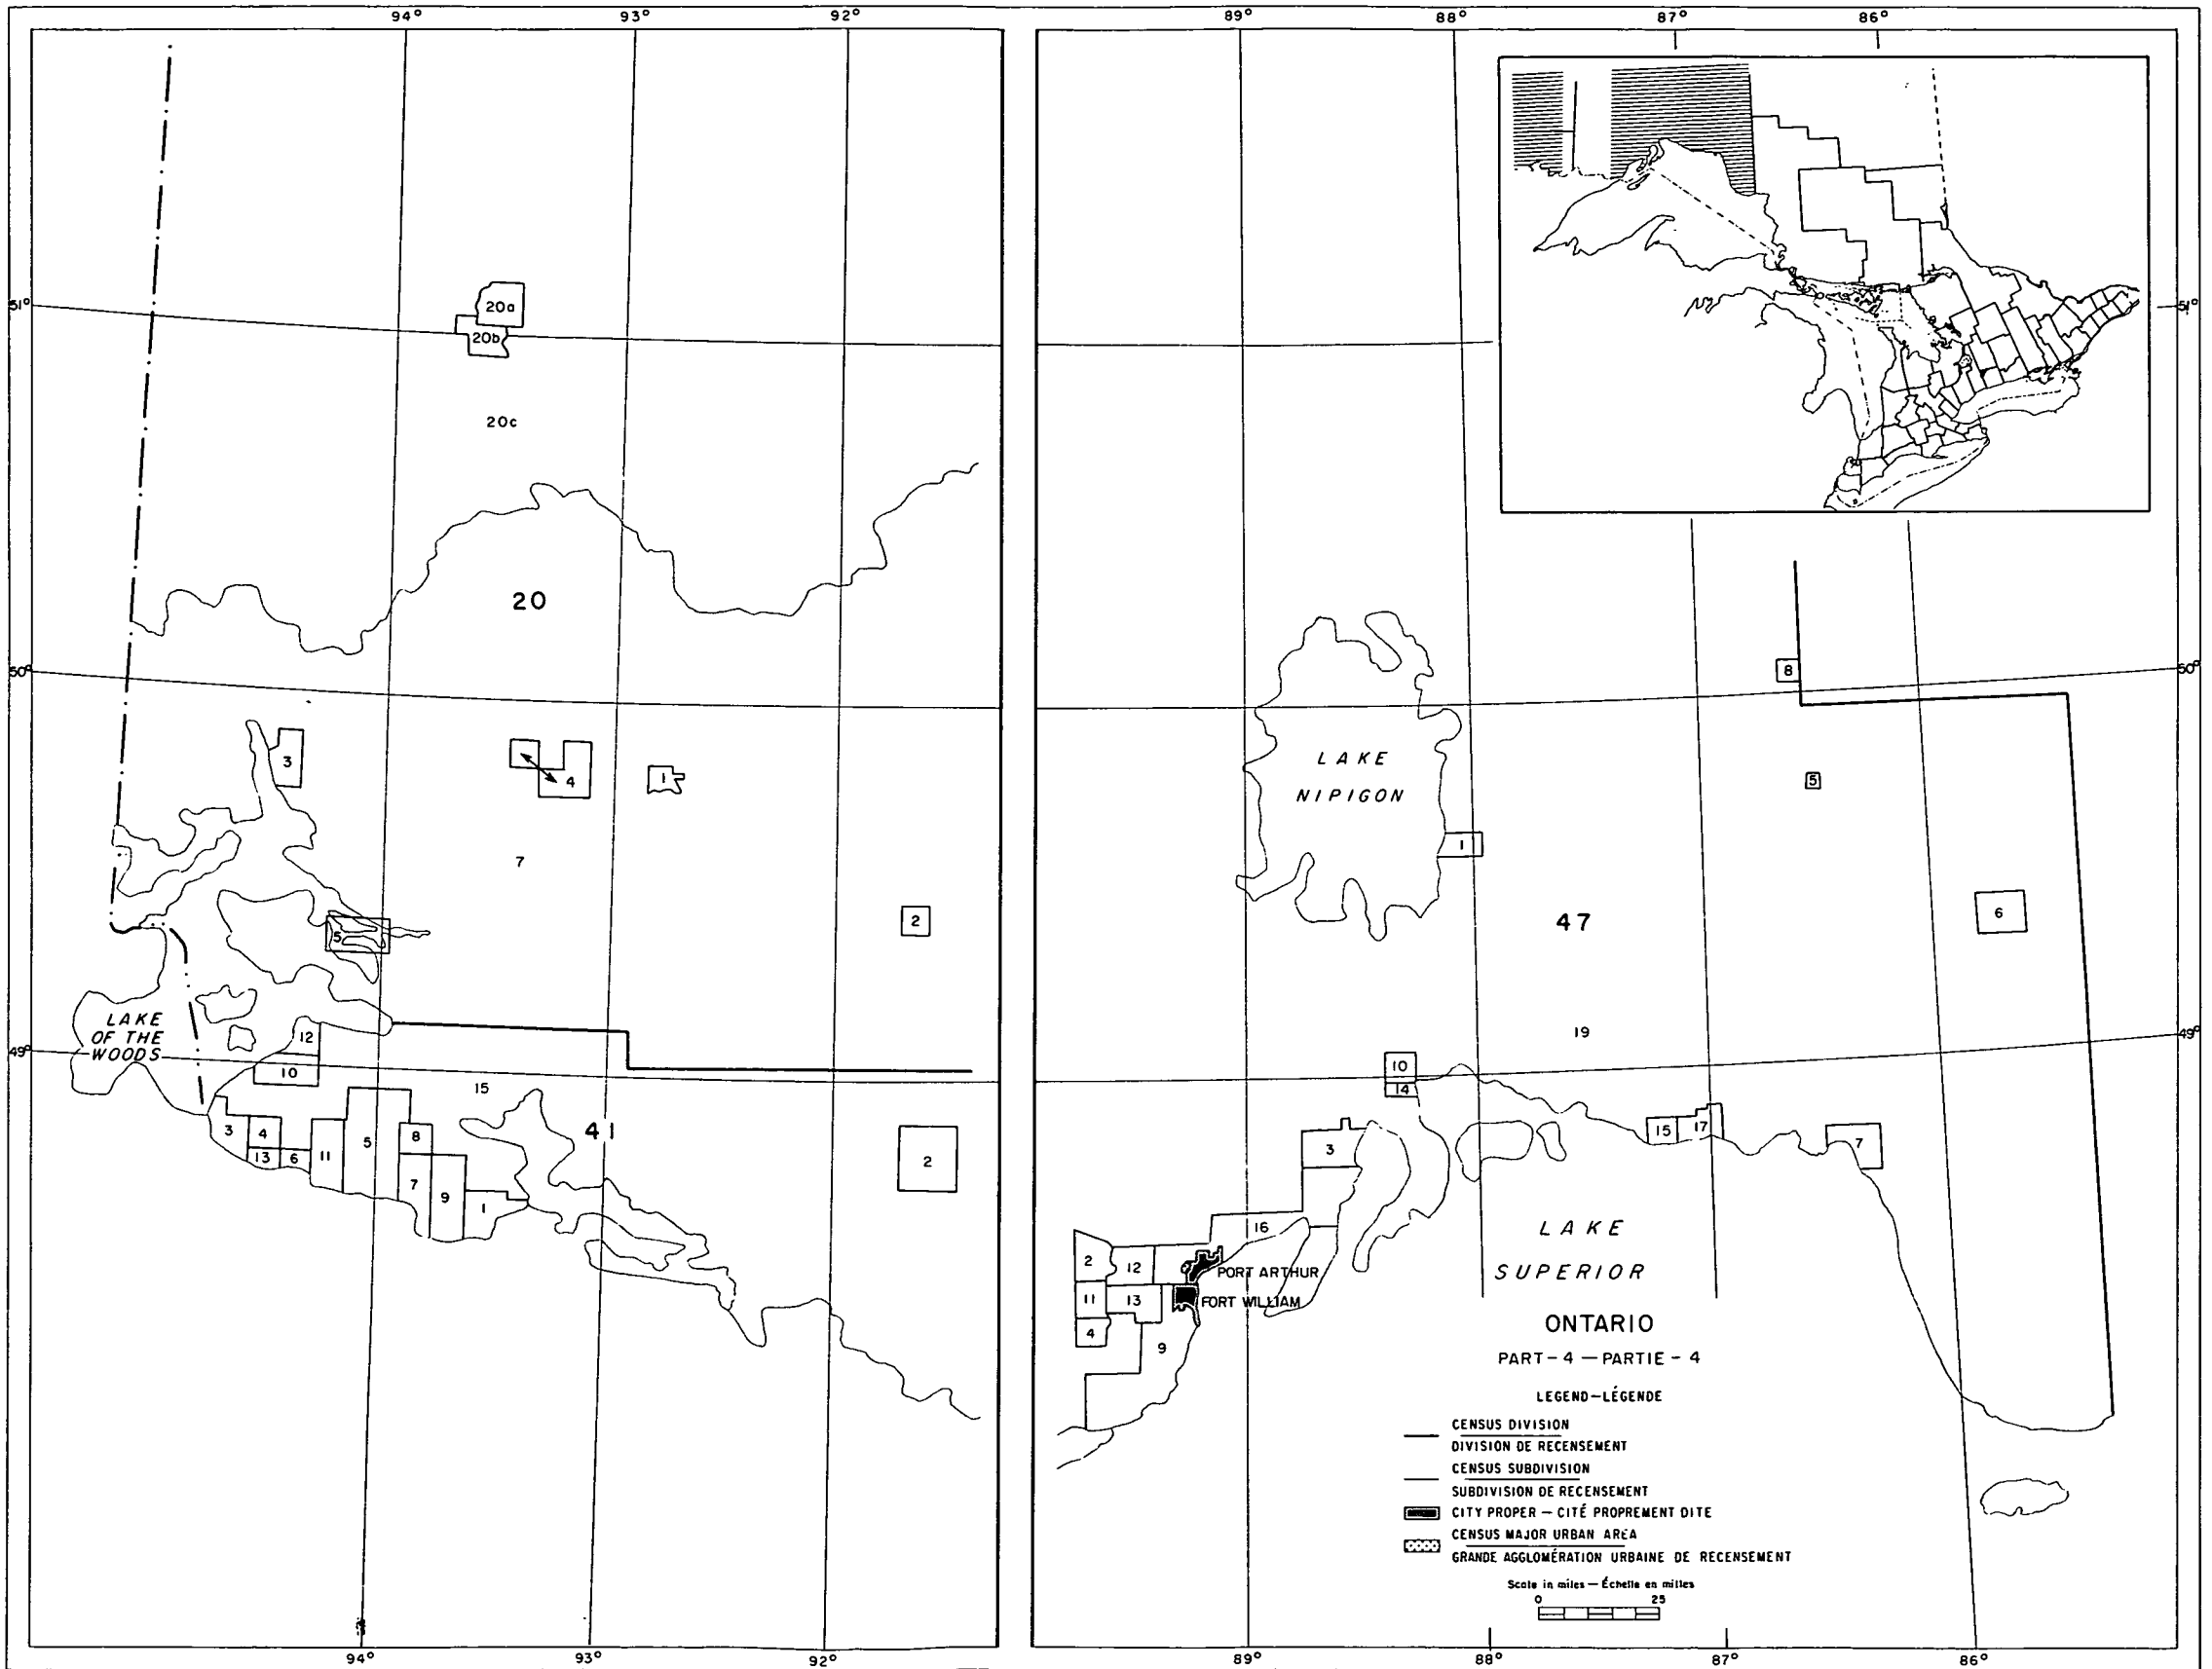 94° 93° 92° 89° 88° 87° 86°
51° 51°
20a
20b
20c
20
50° 50°
3
4
1
7
5
2
LAKE
OF THE
WOODS
49° 49°
12
10
15
41
3 4
13 6 11 5 8
7 9 1
2
8
LAKE
NIPIGON
5
1
47
6
19
10
14
3
15 17
7
16
2 12
PORT ARTHUR
11 13
FORT WILLIAM
4
9
LAKE
SUPERIOR
ONTARIO
PART-4 — PARTIE-4
LEGEND-LÉGENDE
CENSUS DIVISION
DIVISION DE RECENSEMENT
CENSUS SUBDIVISION
SUBDIVISION DE RECENSEMENT
CITY PROPER — CITÉ PROPREMENT DITE
CENSUS MAJOR URBAN AREA
GRANDE AGGLOMÉRATION URBAINE DE RECENSEMENT
Scale in miles — Échelle en milles
0 25
94° 93° 92° 89° 88° 87° 86°